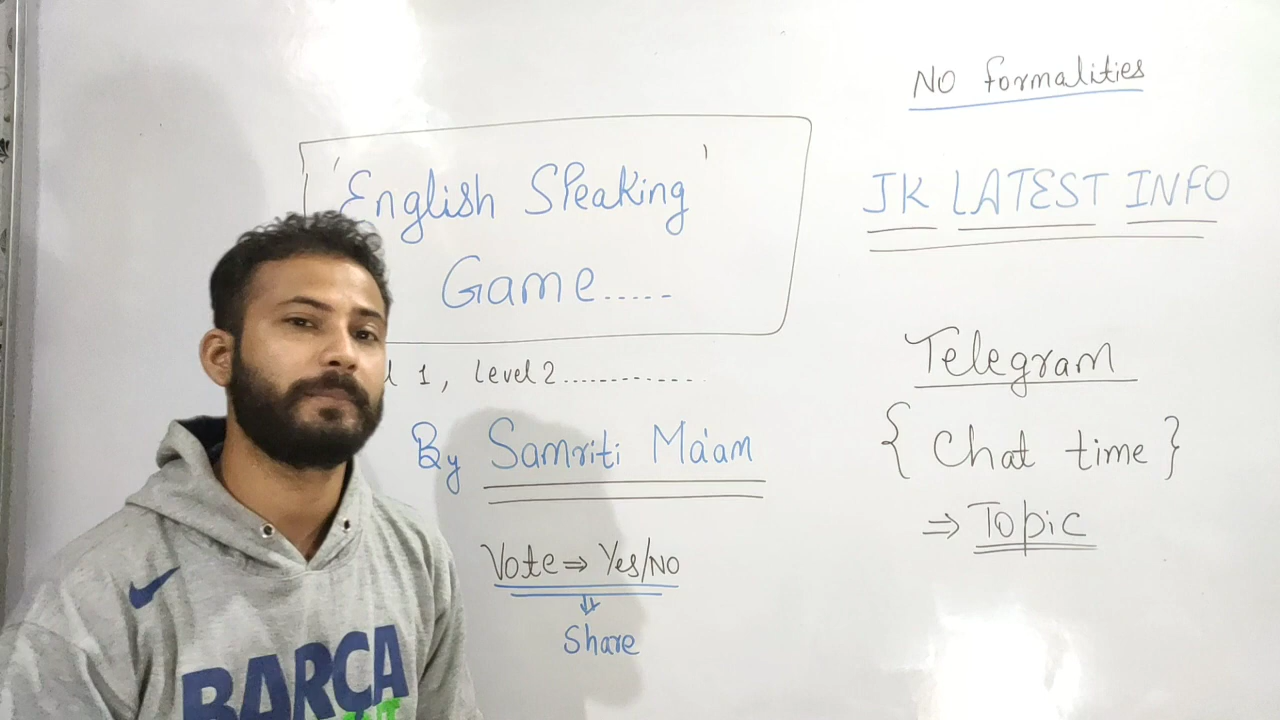 'English Speaking'
Game.....
1, Level 2..............
By Samriti Ma'am
Vote ⇒ Yes/No
Share
No formalities
JK LATEST INFO
Telegram
{ Chat time }
⇒ Topic
BARÇA